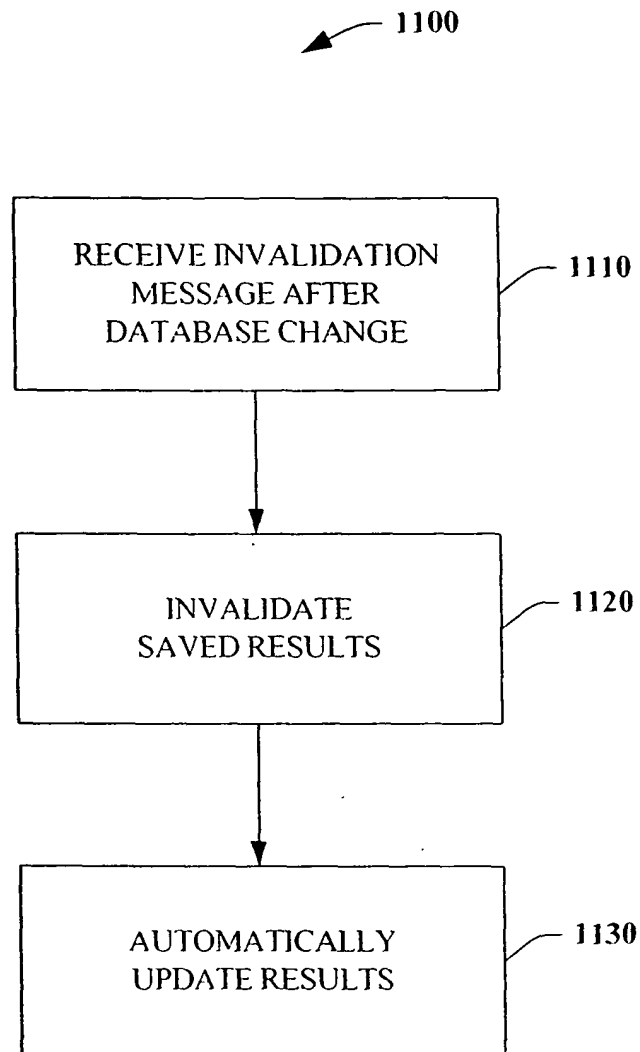 1100
RECEIVE INVALIDATION
MESSAGE AFTER
DATABASE CHANGE
1110
INVALIDATE
SAVED RESULTS
1120
AUTOMATICALLY
UPDATE RESULTS
1130